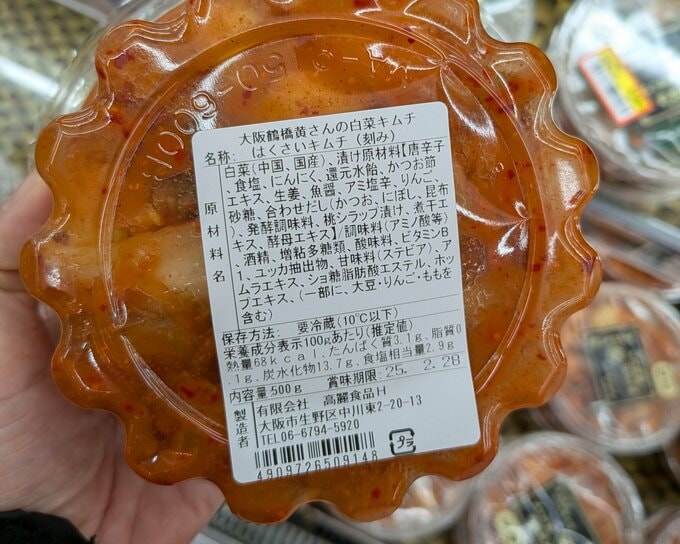 大阪鶴橋黄さんの白菜キムチ
名称: はくさいキムチ（刻み）
原材料名
白菜(中国、国産)、漬け原材料【唐辛子
、食塩、にんにく、還元水飴、かつお節
エキス、生姜、魚醤、アミ塩辛、りんご、
砂糖、合わせだし(かつお、にぼし、昆布
)、発酵調味料、桃シラップ漬け、煮干エ
キス、酵母エキス】調味料(アミノ酸等)
、酒精、増粘多糖類、酸味料、ビタミンB
1、ユッカ抽出物、甘味料(ステビア)、ア
ムラエキス、ショ糖脂肪酸エステル、ホッ
プエキス、(一部に、大豆・りんご・ももを
含む)
保存方法: 要冷蔵(10℃以下)
栄養成分表示100gあたり(推定値)
熱量68kcal、たんぱく質3.1g、脂質0
.1g、炭水化物13.7g、食塩相当量2.9g
内容量500g 賞味期限:25. 2.28
製造者
有限会社 高麗食品H
大阪市生野区中川東2-20-13
TEL06-6794-5920
プラ
4909726509148